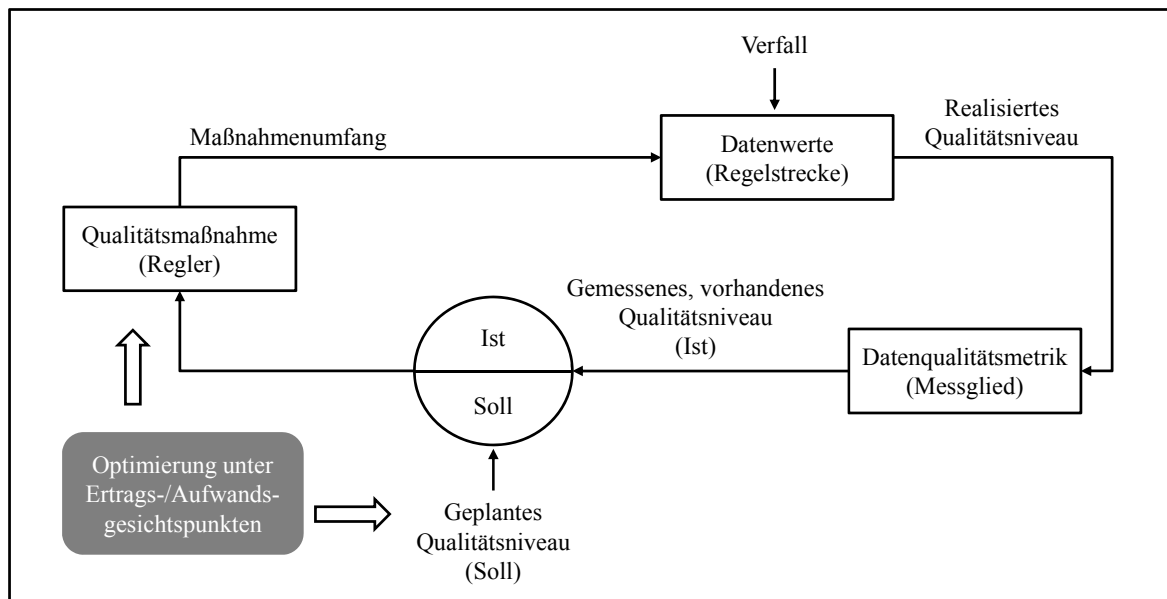 Verfall
Realisiertes
Qualitätsniveau
Maßnahmenumfang
Datenwerte
(Regelstrecke)
Qualitätsmaßnahme
(Regler)
Gemessenes, vorhandenes
Qualitätsniveau
(Ist)
Ist
Soll
Datenqualitätsmetrik
(Messglied)
Optimierung unter
Ertrags-/Aufwands-
gesichtspunkten
Geplantes
Qualitätsniveau
(Soll)